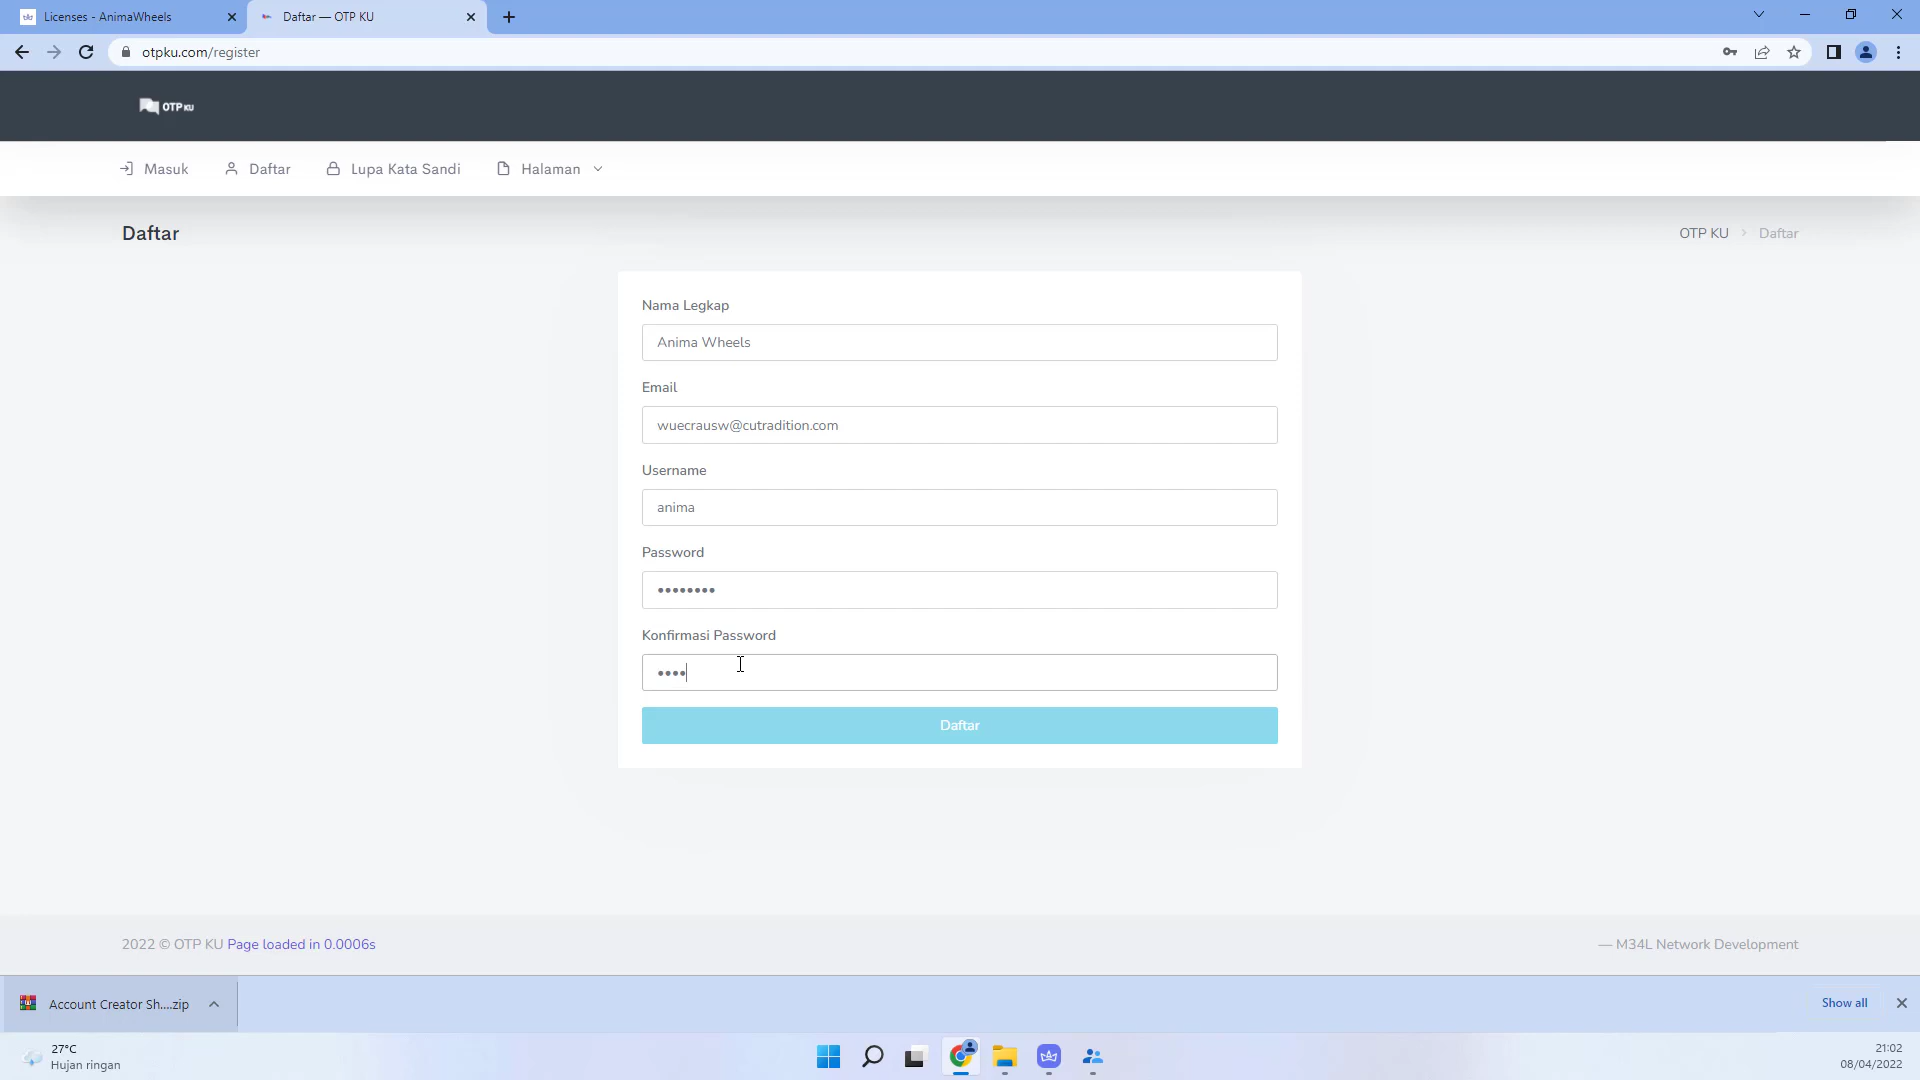 Licenses - AnimaWheels
Daftar — OTP KU
otpku.com/register
OTP KU
Masuk
Daftar
Lupa Kata Sandi
Halaman
Daftar
OTP KU
Daftar
Nama Legkap
Anima Wheels
Email
wuecrausw@cutradition.com
Username
anima
Password
••••••••
Konfirmasi Password
••••
Daftar
2022 © OTP KU Page loaded in 0.0006s
— M34L Network Development
Account Creator Sh....zip
Show all
27°C
Hujan ringan
21:02
08/04/2022